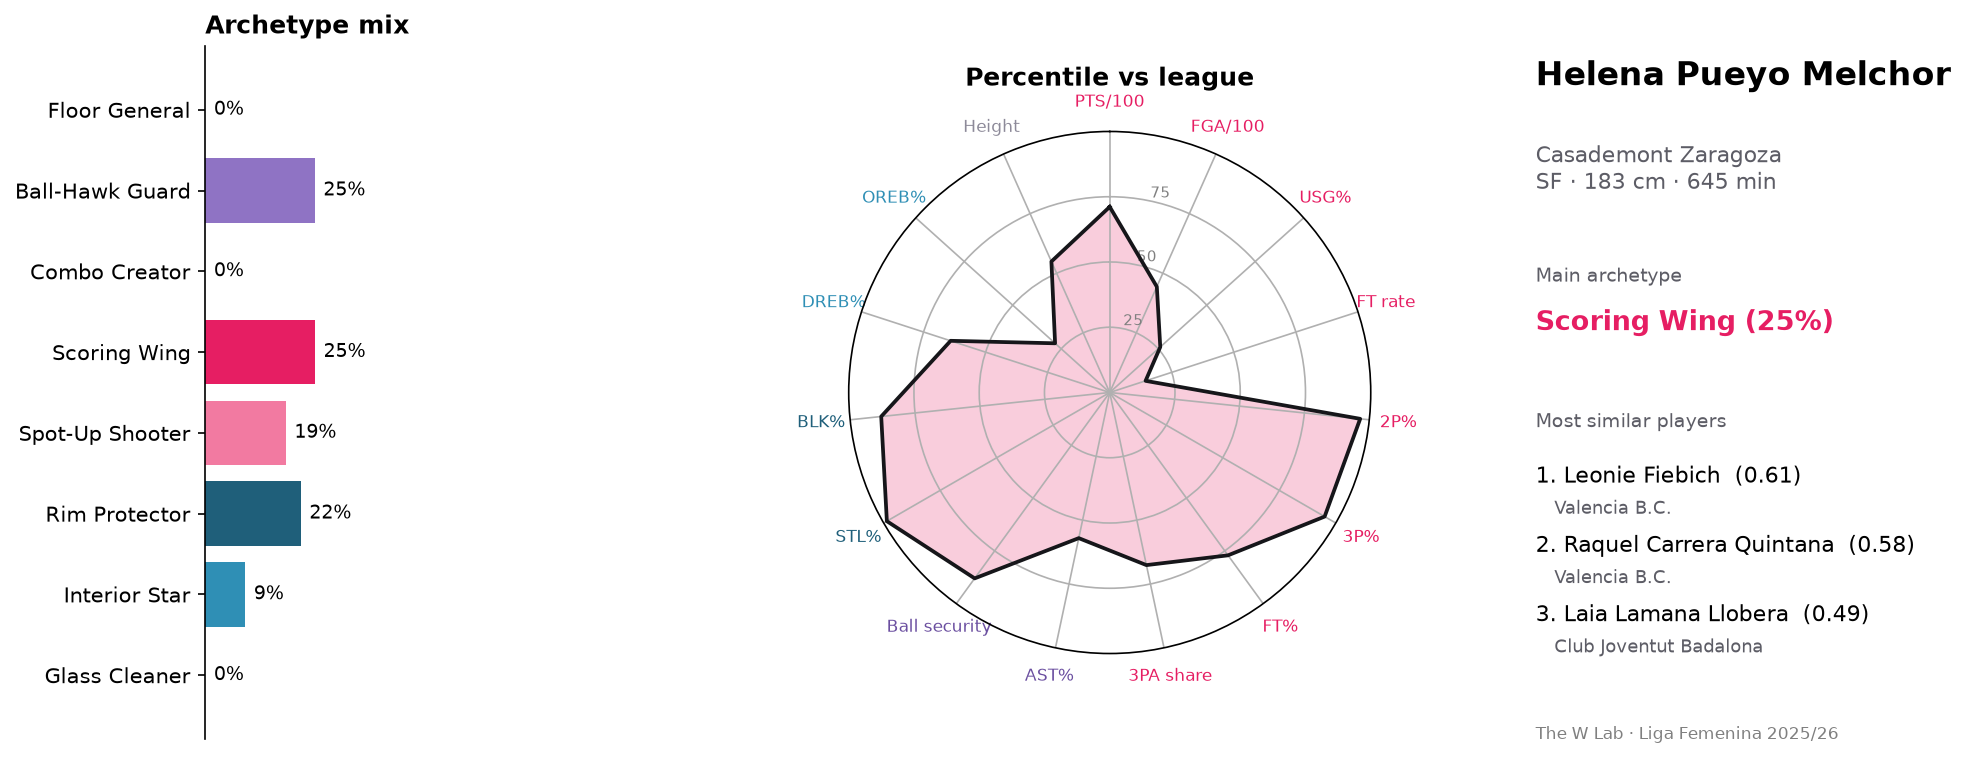 Archetype mix
Floor General
0%
Ball-Hawk Guard
25%
Combo Creator
0%
Scoring Wing
25%
Spot-Up Shooter
19%
Rim Protector
22%
Interior Star
9%
Glass Cleaner
0%
Percentile vs league
PTS/100
FGA/100
USG%
FT rate
2P%
3P%
FT%
3PA share
AST%
Ball security
STL%
BLK%
DREB%
OREB%
Height
75
50
25
Helena Pueyo Melchor
Casademont Zaragoza
SF · 183 cm · 645 min
Main archetype
Scoring Wing (25%)
Most similar players
1. Leonie Fiebich (0.61)
Valencia B.C.
2. Raquel Carrera Quintana (0.58)
Valencia B.C.
3. Laia Lamana Llobera (0.49)
Club Joventut Badalona
The W Lab · Liga Femenina 2025/26